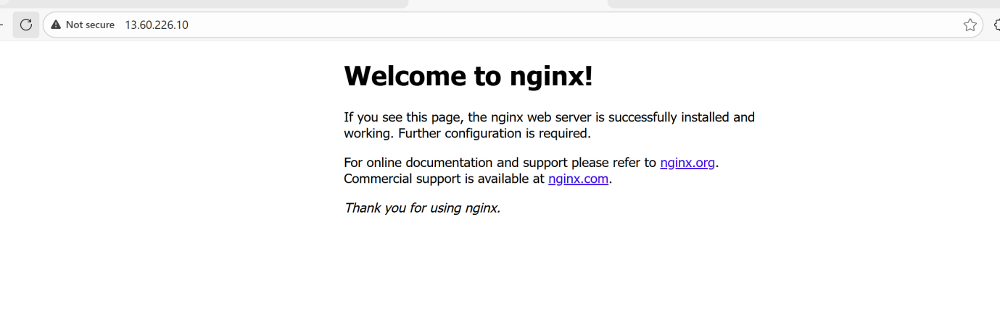 Not secure 13.60.226.10
Welcome to nginx!
If you see this page, the nginx web server is successfully installed and
working. Further configuration is required.
For online documentation and support please refer to nginx.org.
Commercial support is available at nginx.com.
Thank you for using nginx.